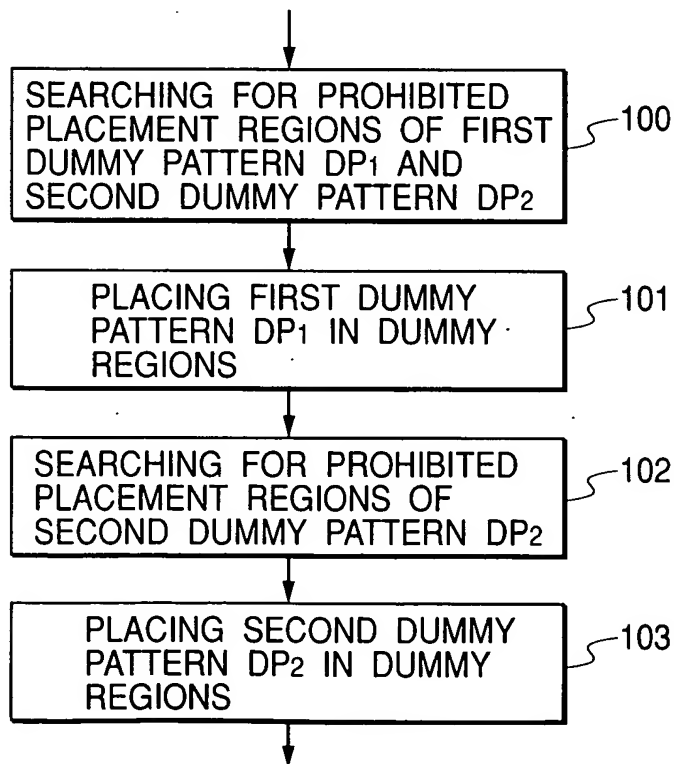 SEARCHING FOR PROHIBITED
PLACEMENT REGIONS OF FIRST
DUMMY PATTERN DP1 AND
SECOND DUMMY PATTERN DP2
100
PLACING FIRST DUMMY
PATTERN DP1 IN DUMMY
REGIONS
101
SEARCHING FOR PROHIBITED
PLACEMENT REGIONS OF
SECOND DUMMY PATTERN DP2
102
PLACING SECOND DUMMY
PATTERN DP2 IN DUMMY
REGIONS
103